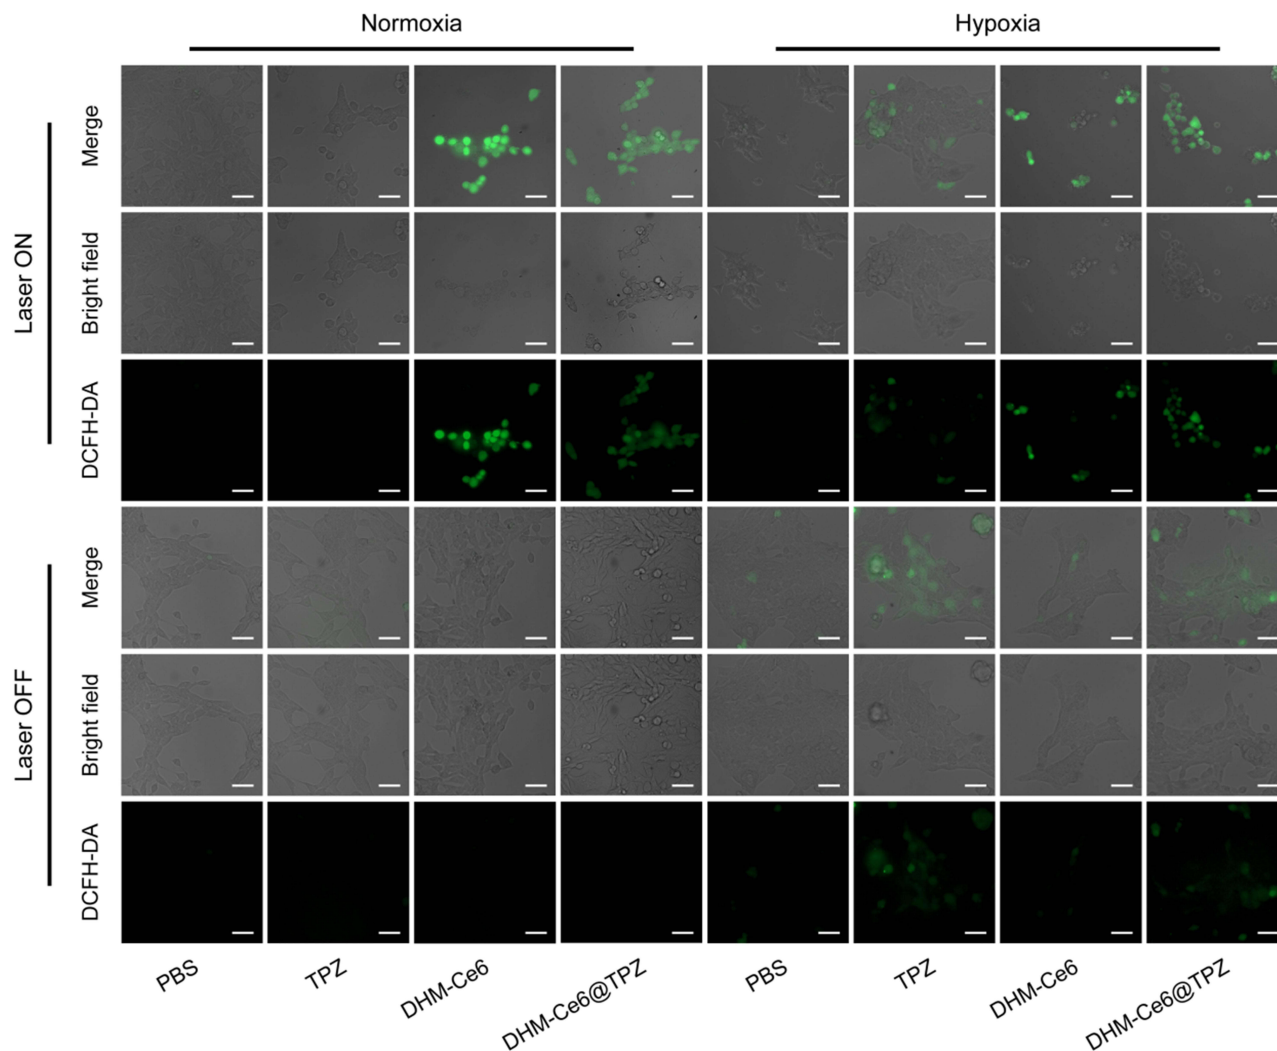 Normoxia
Hypoxia
Laser ON
Merge
Bright field
DCFH-DA
Laser OFF
Merge
Bright field
DCFH-DA
PBS
TPZ
DHM-Ce6
DHM-Ce6@TPZ
PBS
TPZ
DHM-Ce6
DHM-Ce6@TPZ